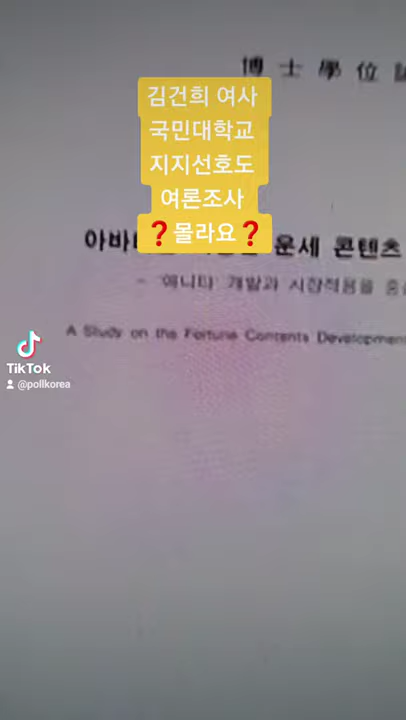 博士學位
김건희 여사
국민대학교
지지선호도
여론조사
❓몰라요❓
아바 운세 콘텐츠
- 애니타 개발과 시장적용을
A Study on the Fortune Contents Development
TikTok
@pollkorea